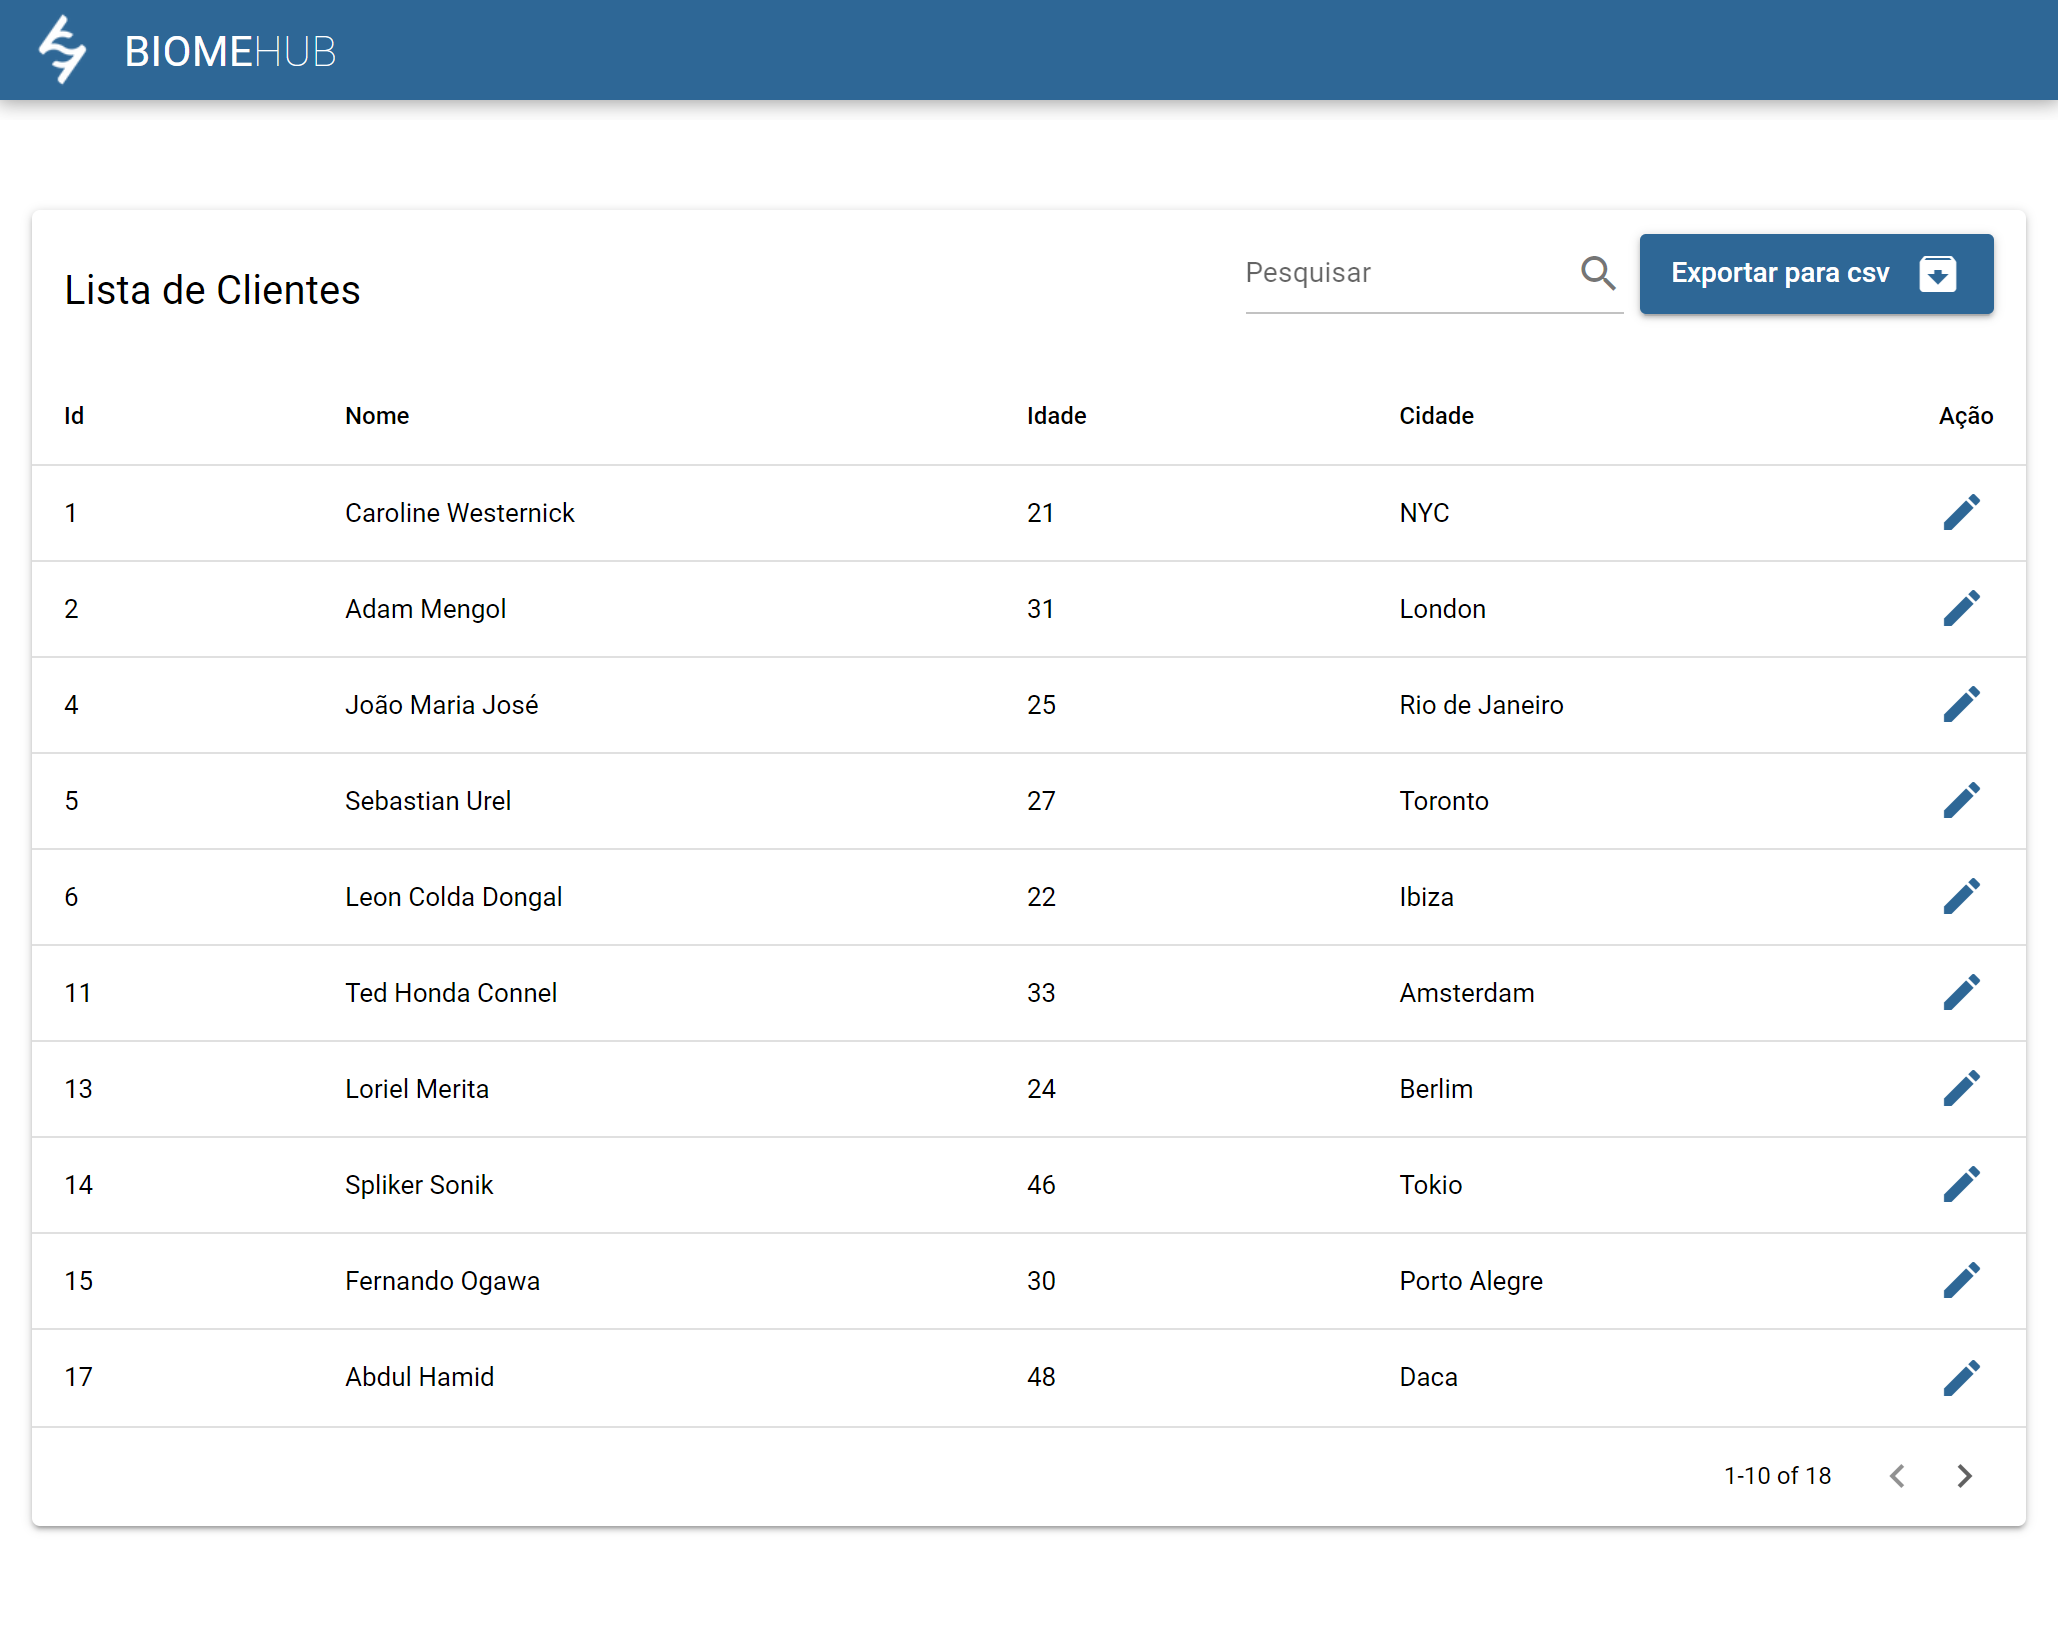 BIOMEHUB
Lista de Clientes Pesquisar Exportar para csv
Id Nome Idade Cidade Ação
1 Caroline Westernick 21 NYC
2 Adam Mengol 31 London
4 João Maria José 25 Rio de Janeiro
5 Sebastian Urel 27 Toronto
6 Leon Colda Dongal 22 Ibiza
11 Ted Honda Connel 33 Amsterdam
13 Loriel Merita 24 Berlim
14 Spliker Sonik 46 Tokio
15 Fernando Ogawa 30 Porto Alegre
17 Abdul Hamid 48 Daca
1-10 of 18